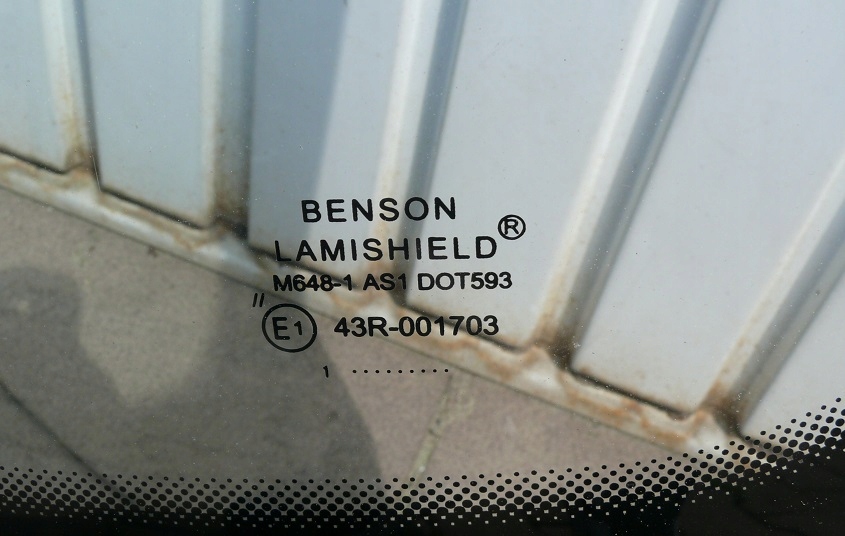 BENSON
LAMISHIELD®
M648-1 AS1 DOT593
"
E1 43R-001703
1 .........